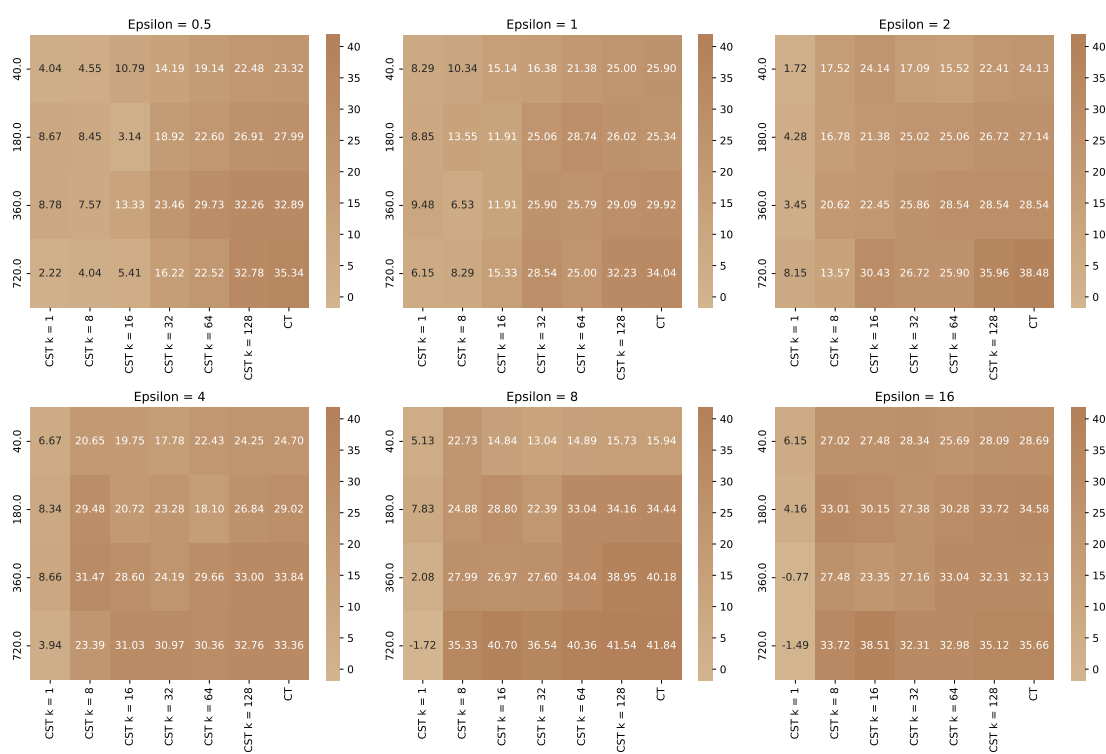 Epsilon = 0.5
40.0 4.04 4.55 10.79 14.19 19.14 22.48 23.32
180.0 8.67 8.45 3.14 18.92 22.60 26.91 27.99
360.0 8.78 7.57 13.33 23.46 29.73 32.26 32.89
720.0 2.22 4.04 5.41 16.22 22.52 32.78 35.34
CST k = 1 CST k = 8 CST k = 16 CST k = 32 CST k = 64 CST k = 128 CT
40
30
20
15
25
35
10
5
0
Epsilon = 1
40.0 8.29 10.34 15.14 16.38 21.38 25.00 25.90
180.0 8.85 13.55 11.91 25.06 28.74 26.02 25.34
360.0 9.48 6.53 11.91 25.90 25.79 29.09 29.92
720.0 6.15 8.29 15.33 28.54 25.00 32.23 34.04
CST k = 1 CST k = 8 CST k = 16 CST k = 32 CST k = 64 CST k = 128 CT
40
35
30
25
20
15
10
5
0
Epsilon = 2
40.0 1.72 17.52 24.14 17.09 15.52 22.41 24.13
180.0 4.28 16.78 21.38 25.02 25.06 26.72 27.14
360.0 3.45 20.62 22.45 25.86 28.54 28.54 28.54
720.0 8.15 13.57 30.43 26.72 25.90 35.96 38.48
CST k = 1 CST k = 8 CST k = 16 CST k = 32 CST k = 64 CST k = 128 CT
40
35
30
25
20
15
10
5
0
Epsilon = 4
40.0 6.67 20.65 19.75 17.78 22.43 24.25 24.70
180.0 8.34 29.48 20.72 23.28 18.10 26.84 29.02
360.0 8.66 31.47 28.60 24.19 29.66 33.00 33.84
720.0 3.94 23.39 31.03 30.97 30.36 32.76 33.36
CST k = 1 CST k = 8 CST k = 16 CST k = 32 CST k = 64 CST k = 128 CT
40
35
30
25
20
15
10
5
0
Epsilon = 8
40.0 5.13 22.73 14.84 13.04 14.89 15.73 15.94
180.0 7.83 24.88 28.80 22.39 33.04 34.16 34.44
360.0 2.08 27.99 26.97 27.60 34.04 38.95 40.18
720.0 -1.72 35.33 40.70 36.54 40.36 41.54 41.84
CST k = 1 CST k = 8 CST k = 16 CST k = 32 CST k = 64 CST k = 128 CT
40
35
30
25
20
15
10
5
0
Epsilon = 16
40.0 6.15 27.02 27.48 28.34 25.69 28.09 28.69
180.0 4.16 33.01 30.15 27.38 30.28 33.72 34.58
360.0 -0.77 27.48 23.35 27.16 33.04 32.31 32.13
720.0 -1.49 33.72 38.51 32.31 32.98 35.12 35.66
CST k = 1 CST k = 8 CST k = 16 CST k = 32 CST k = 64 CST k = 128 CT
40
35
30
25
20
15
10
5
0